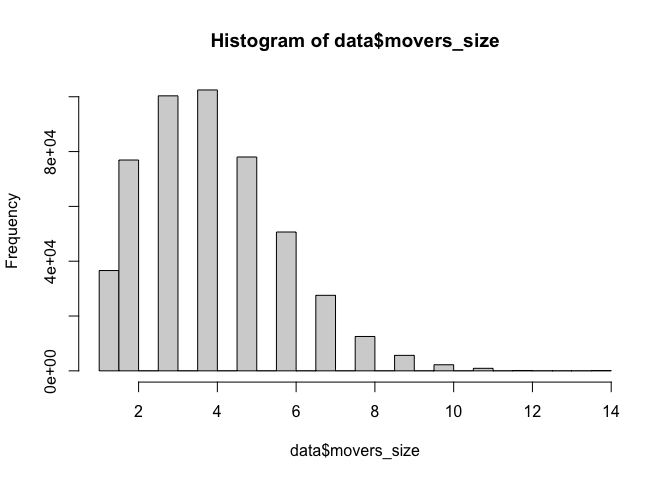 Histogram of data$movers_size
Frequency
8e+04
4e+04
0e+00
2 4 6 8 10 12 14
data$movers_size